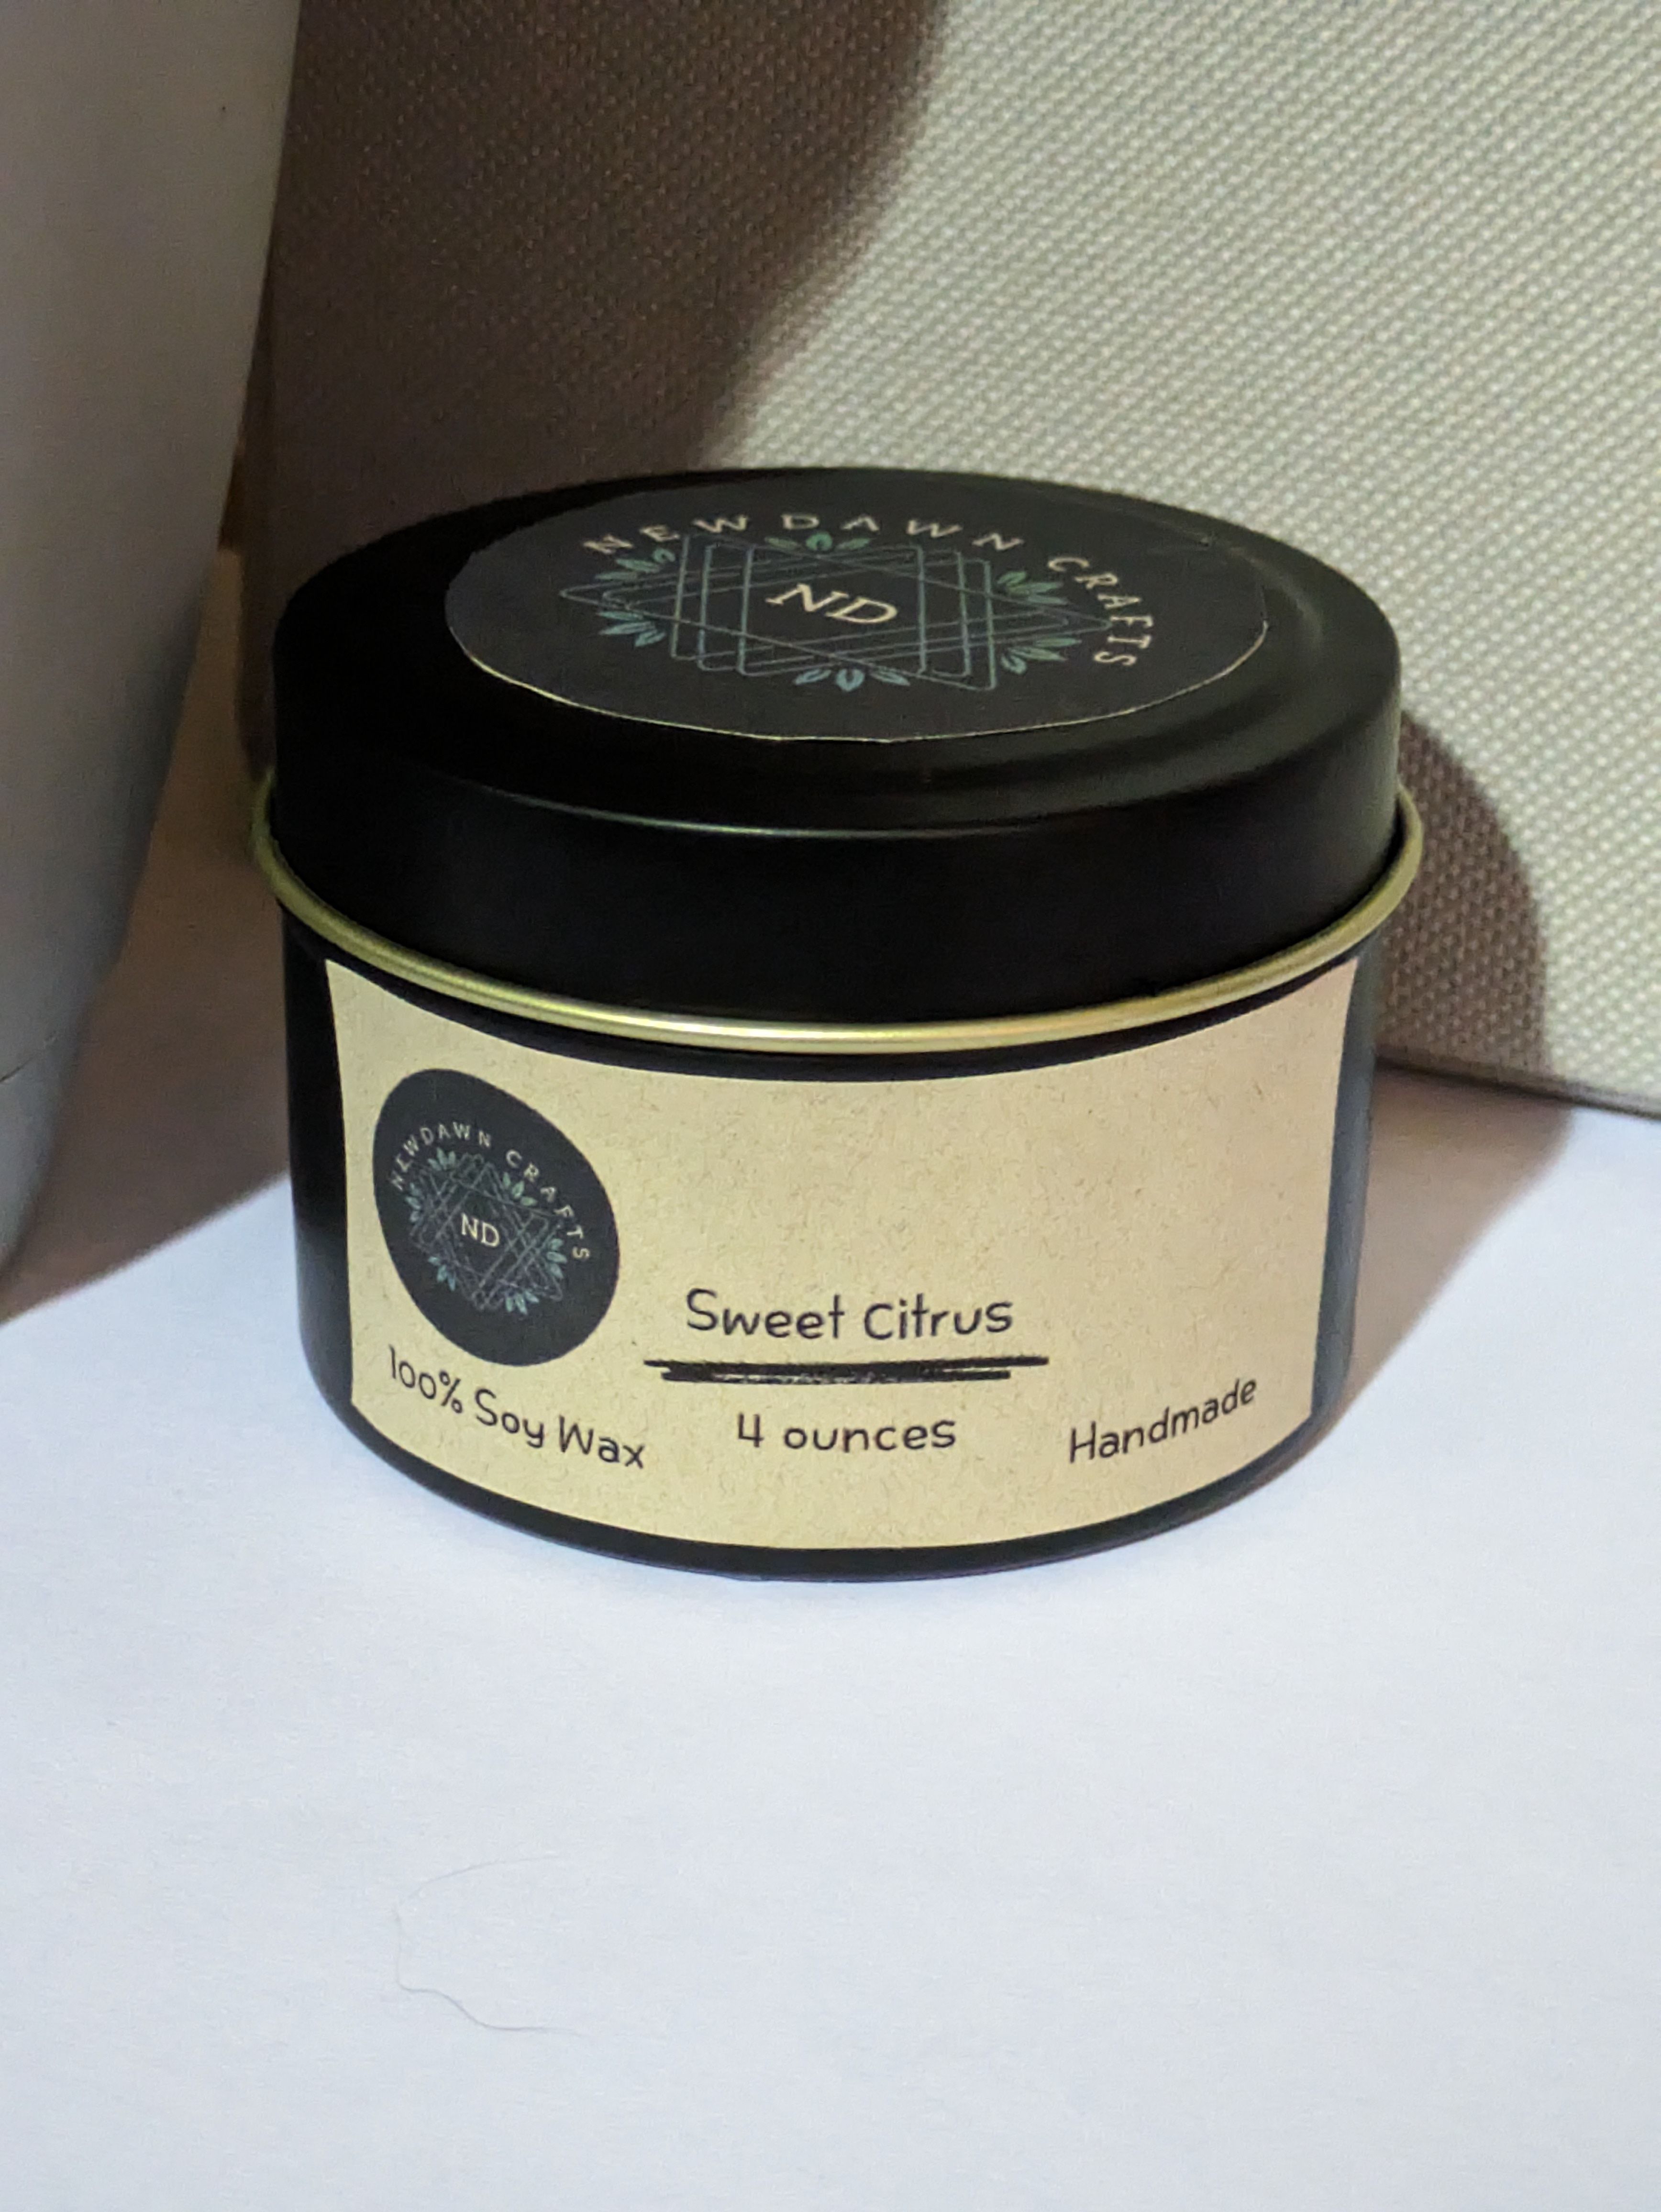 NEWDAWN CRAFTS
ND
NEWDAWN CRAFTS
ND
Sweet Citrus
100% Soy Wax
4 ounces
Handmade